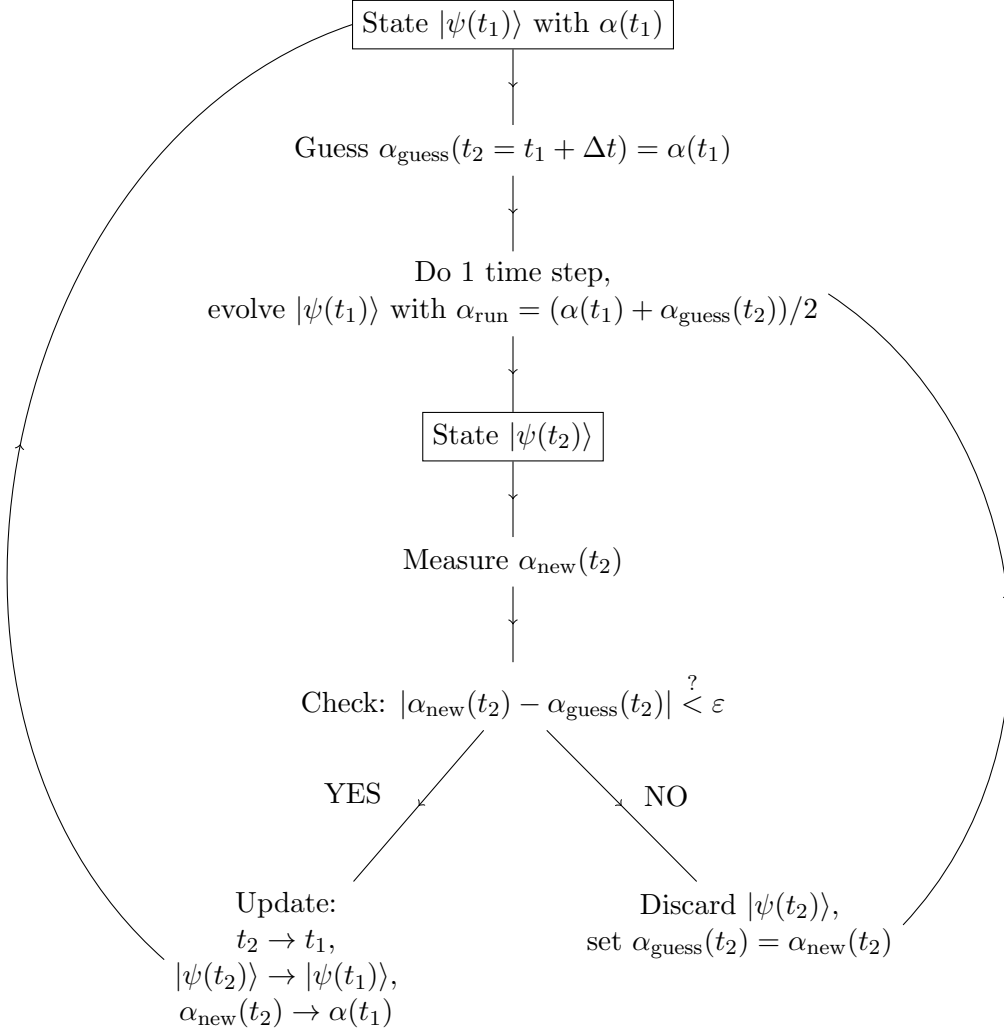 State |ψ(t₁)⟩ with α(t₁)
Guess α_guess(t₂ = t₁ + Δt) = α(t₁)
Do 1 time step,
evolve |ψ(t₁)⟩ with α_run = (α(t₁) + α_guess(t₂))/2
State |ψ(t₂)⟩
Measure α_new(t₂)
Check: |α_new(t₂) − α_guess(t₂)| <^? ε
YES
NO
Update:
t₂ → t₁,
|ψ(t₂)⟩ → |ψ(t₁)⟩,
α_new(t₂) → α(t₁)
Discard |ψ(t₂)⟩,
set α_guess(t₂) = α_new(t₂)